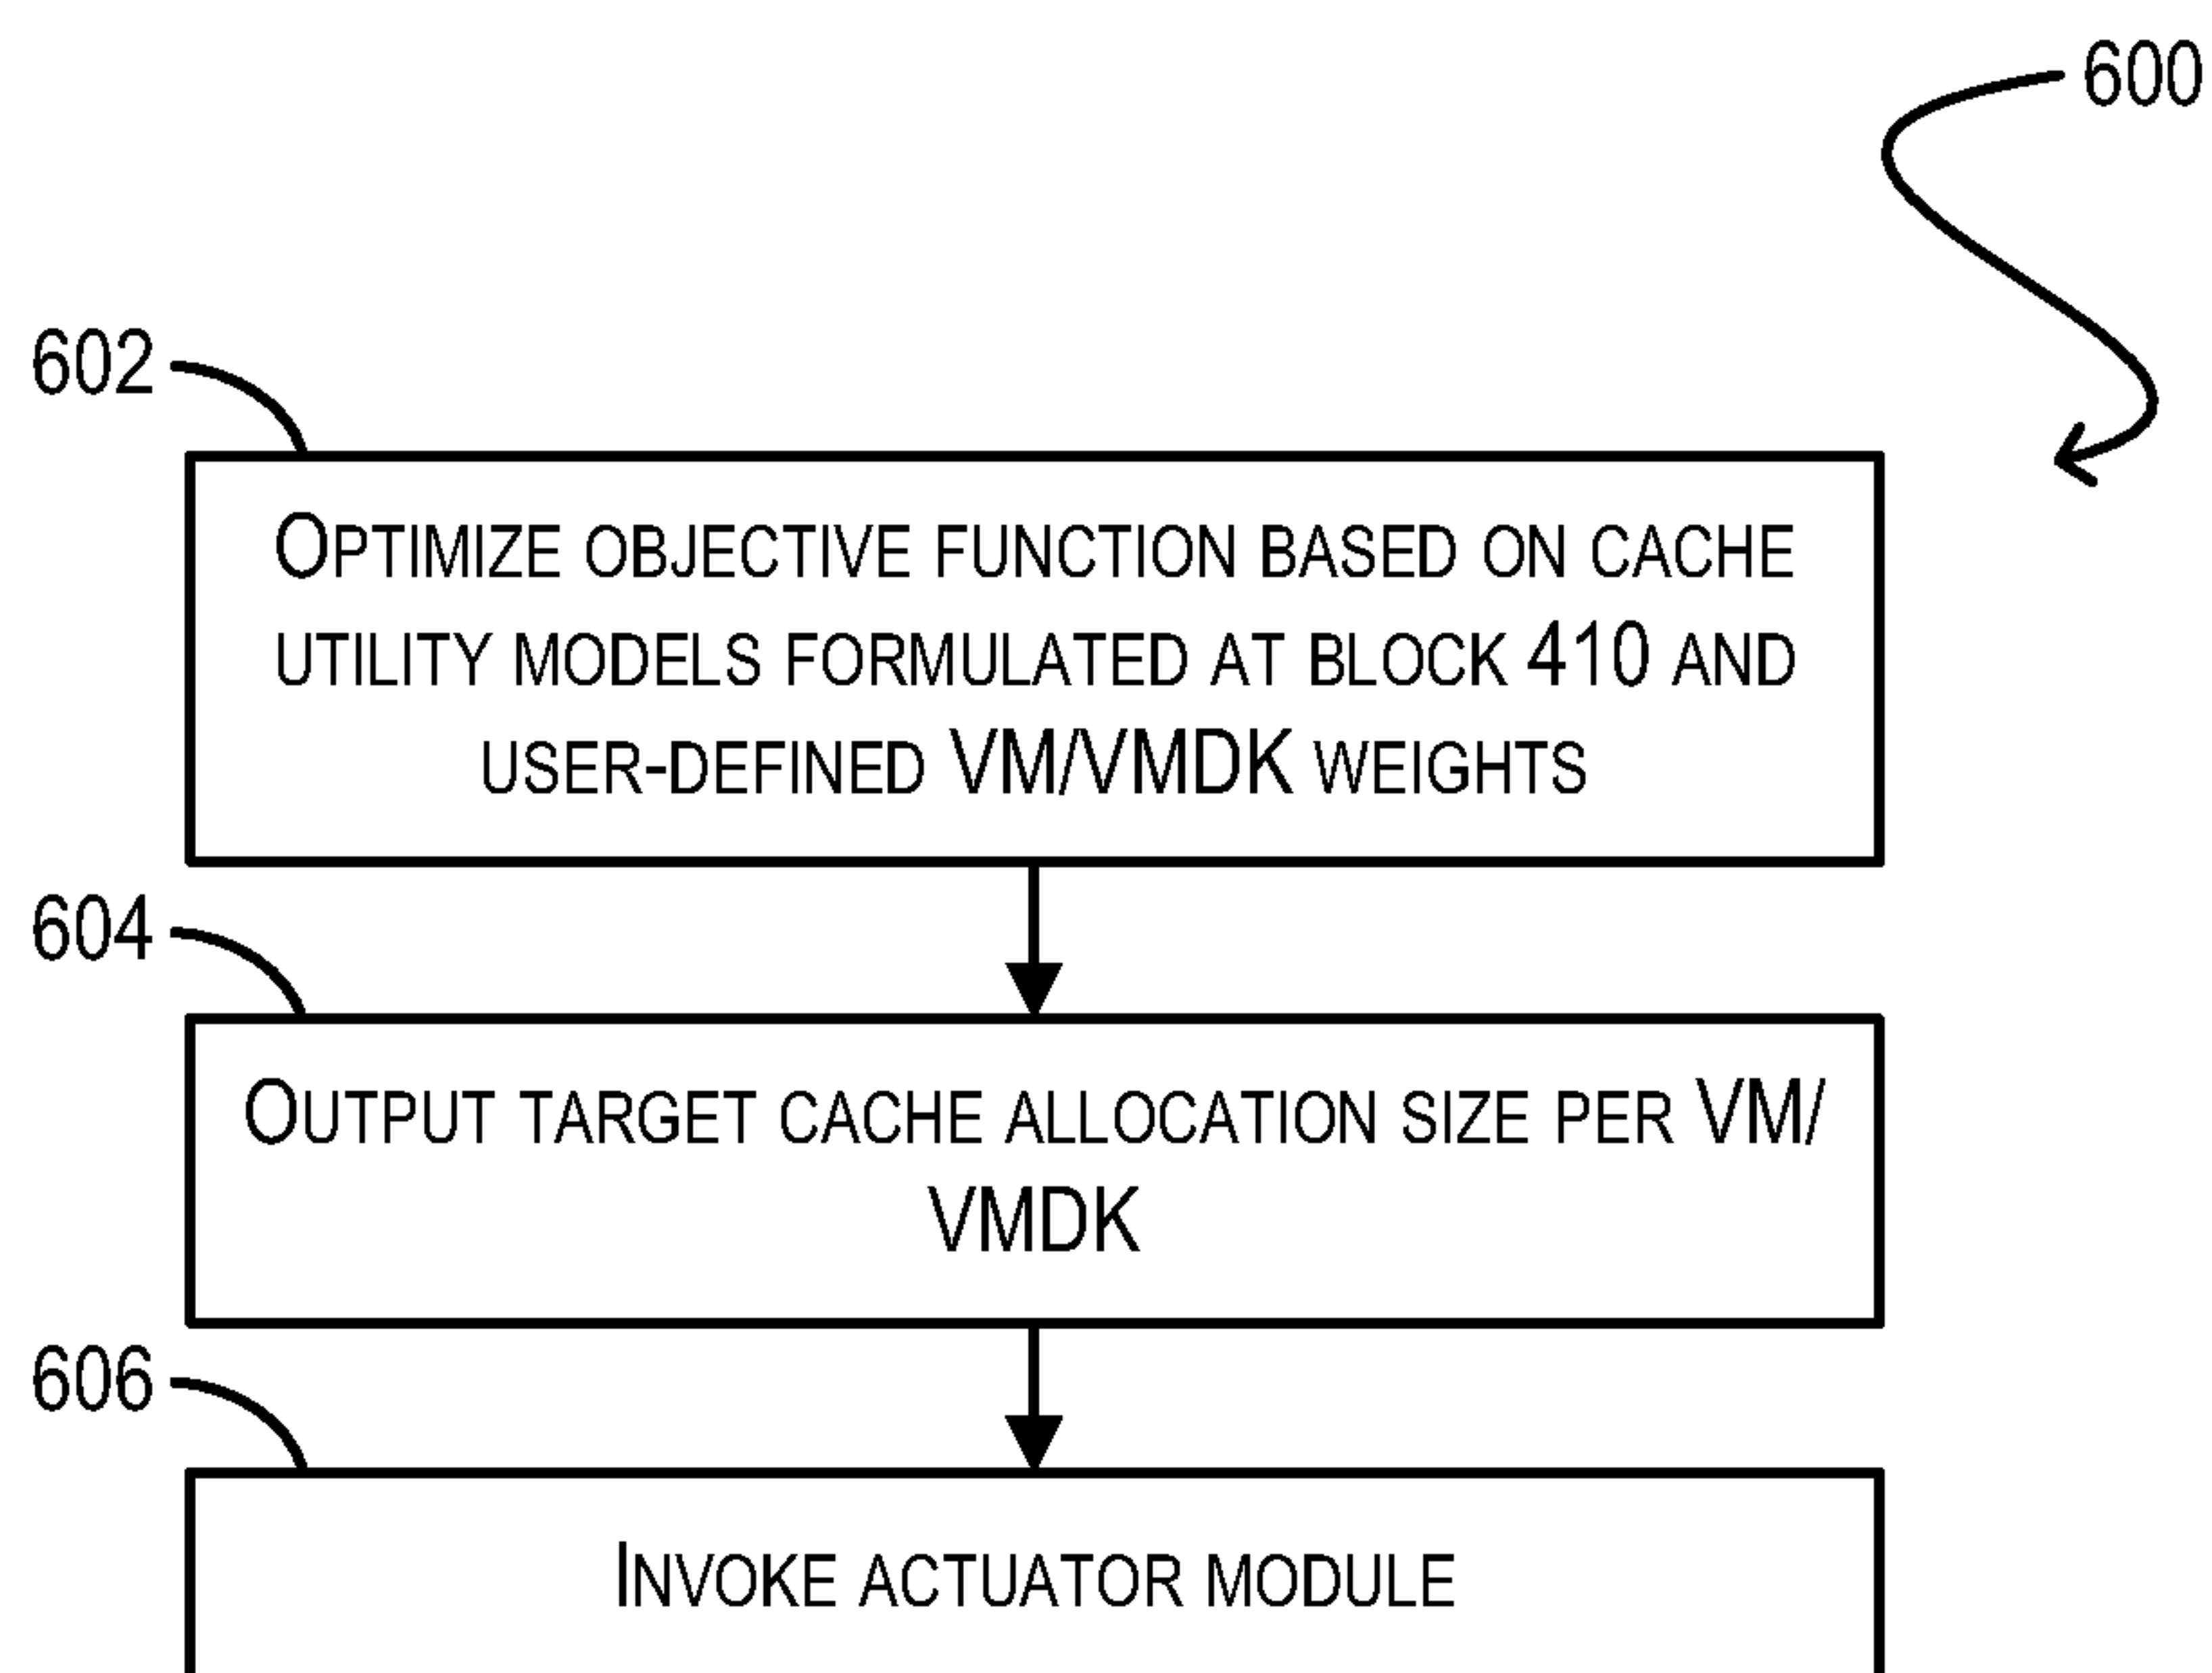 600
602
OPTIMIZE OBJECTIVE FUNCTION BASED ON CACHE
UTILITY MODELS FORMULATED AT BLOCK 410 AND
USER-DEFINED VM/VMDK WEIGHTS
604
OUTPUT TARGET CACHE ALLOCATION SIZE PER VM/
VMDK
606
INVOKE ACTUATOR MODULE